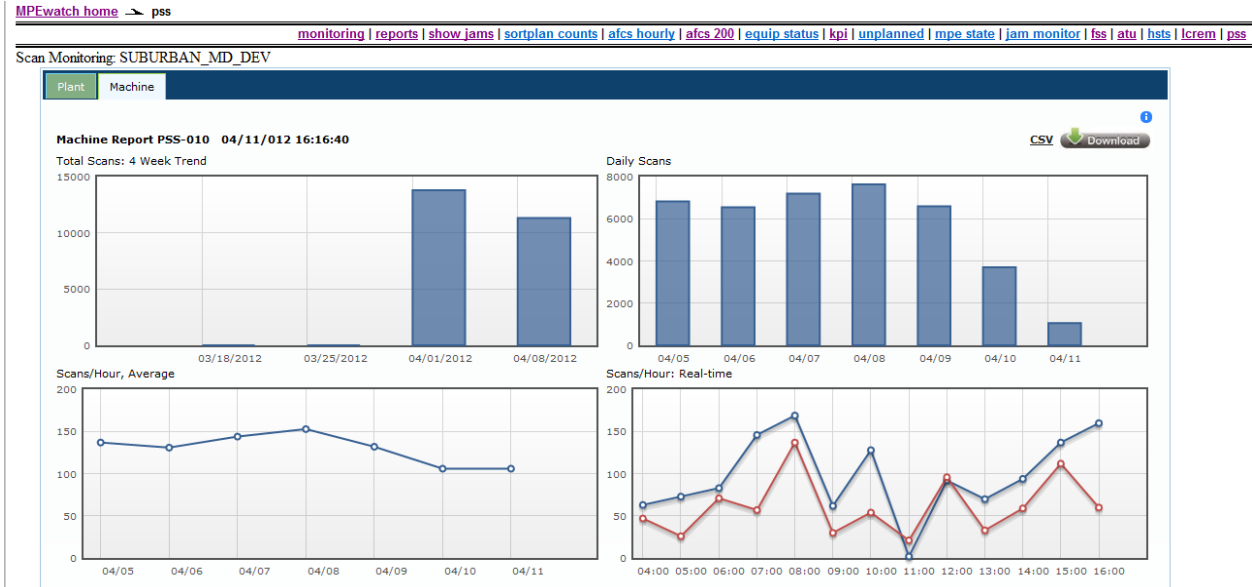 MPEwatch home pss
monitoring | reports | show jams | sortplan counts | afcs hourly | afcs 200 | equip status | kpi | unplanned | mpe state | jam monitor | fss | atu | hsts | lcrem | pss
Scan Monitoring: SUBURBAN_MD_DEV
Plant Machine
i
Machine Report PSS-010 04/11/012 16:16:40
CSV Download
Total Scans: 4 Week Trend
15000
10000
5000
0
03/18/2012 03/25/2012 04/01/2012 04/08/2012
Daily Scans
8000
6000
4000
2000
0
04/05 04/06 04/07 04/08 04/09 04/10 04/11
Scans/Hour, Average
200
150
100
50
0
04/05 04/06 04/07 04/08 04/09 04/10 04/11
Scans/Hour: Real-time
200
150
100
50
0
04:00 05:00 06:00 07:00 08:00 09:00 10:00 11:00 12:00 13:00 14:00 15:00 16:00